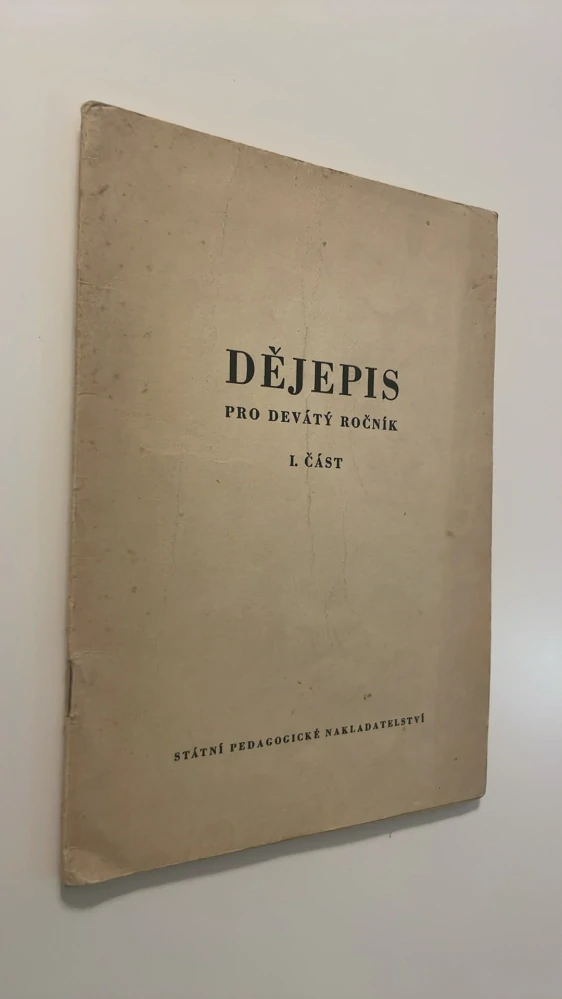 DĚJEPIS
PRO DEVÁTÝ ROČNÍK
I. ČÁST
STÁTNÍ PEDAGOGICKÉ NAKLADATELSTVÍ